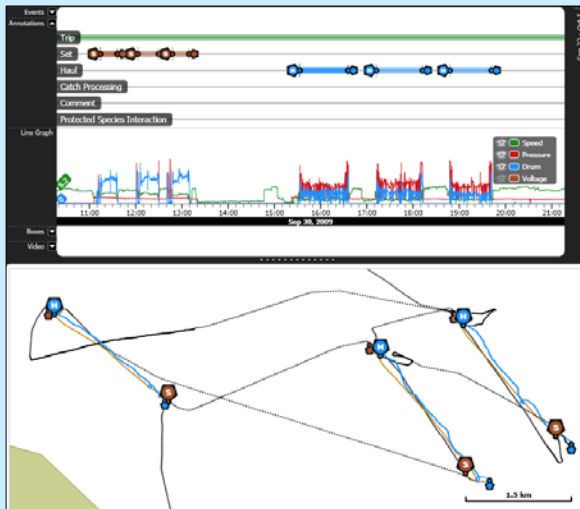 Events
Annotations
Trip
Set
S S S
Haul
H H H
Catch Processing
Comment
Protected Species Interaction
Line Graph
Speed
Pressure
Drum
Voltage
11:00 12:00 13:00 14:00 15:00 16:00 17:00 18:00 19:00 20:00 21:00
Sep 30, 2009
Boxes
Video
H
H
H
S
S
S
1.5 km